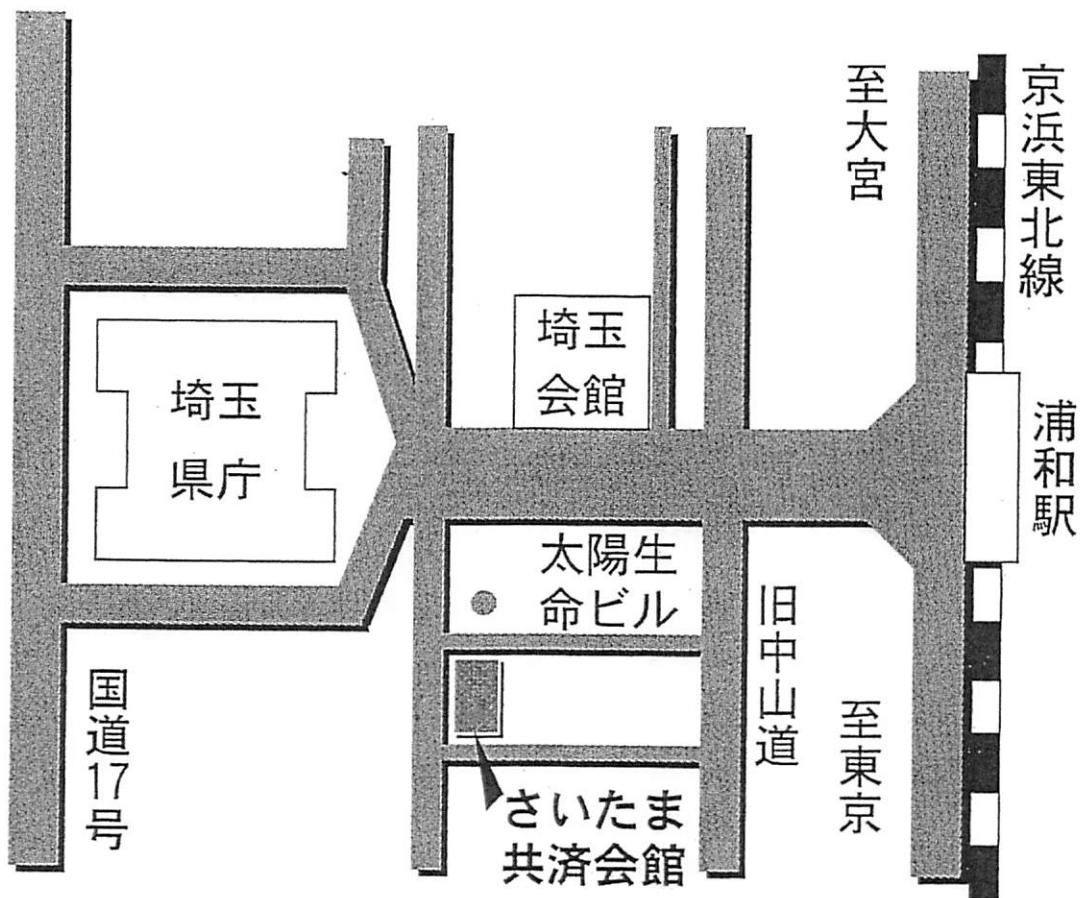 京浜東北線
至大宮
埼玉
会館
埼玉
県庁
浦和駅
太陽生
命ビル
旧中山道
国道17号
至東京
さいたま
共済会館